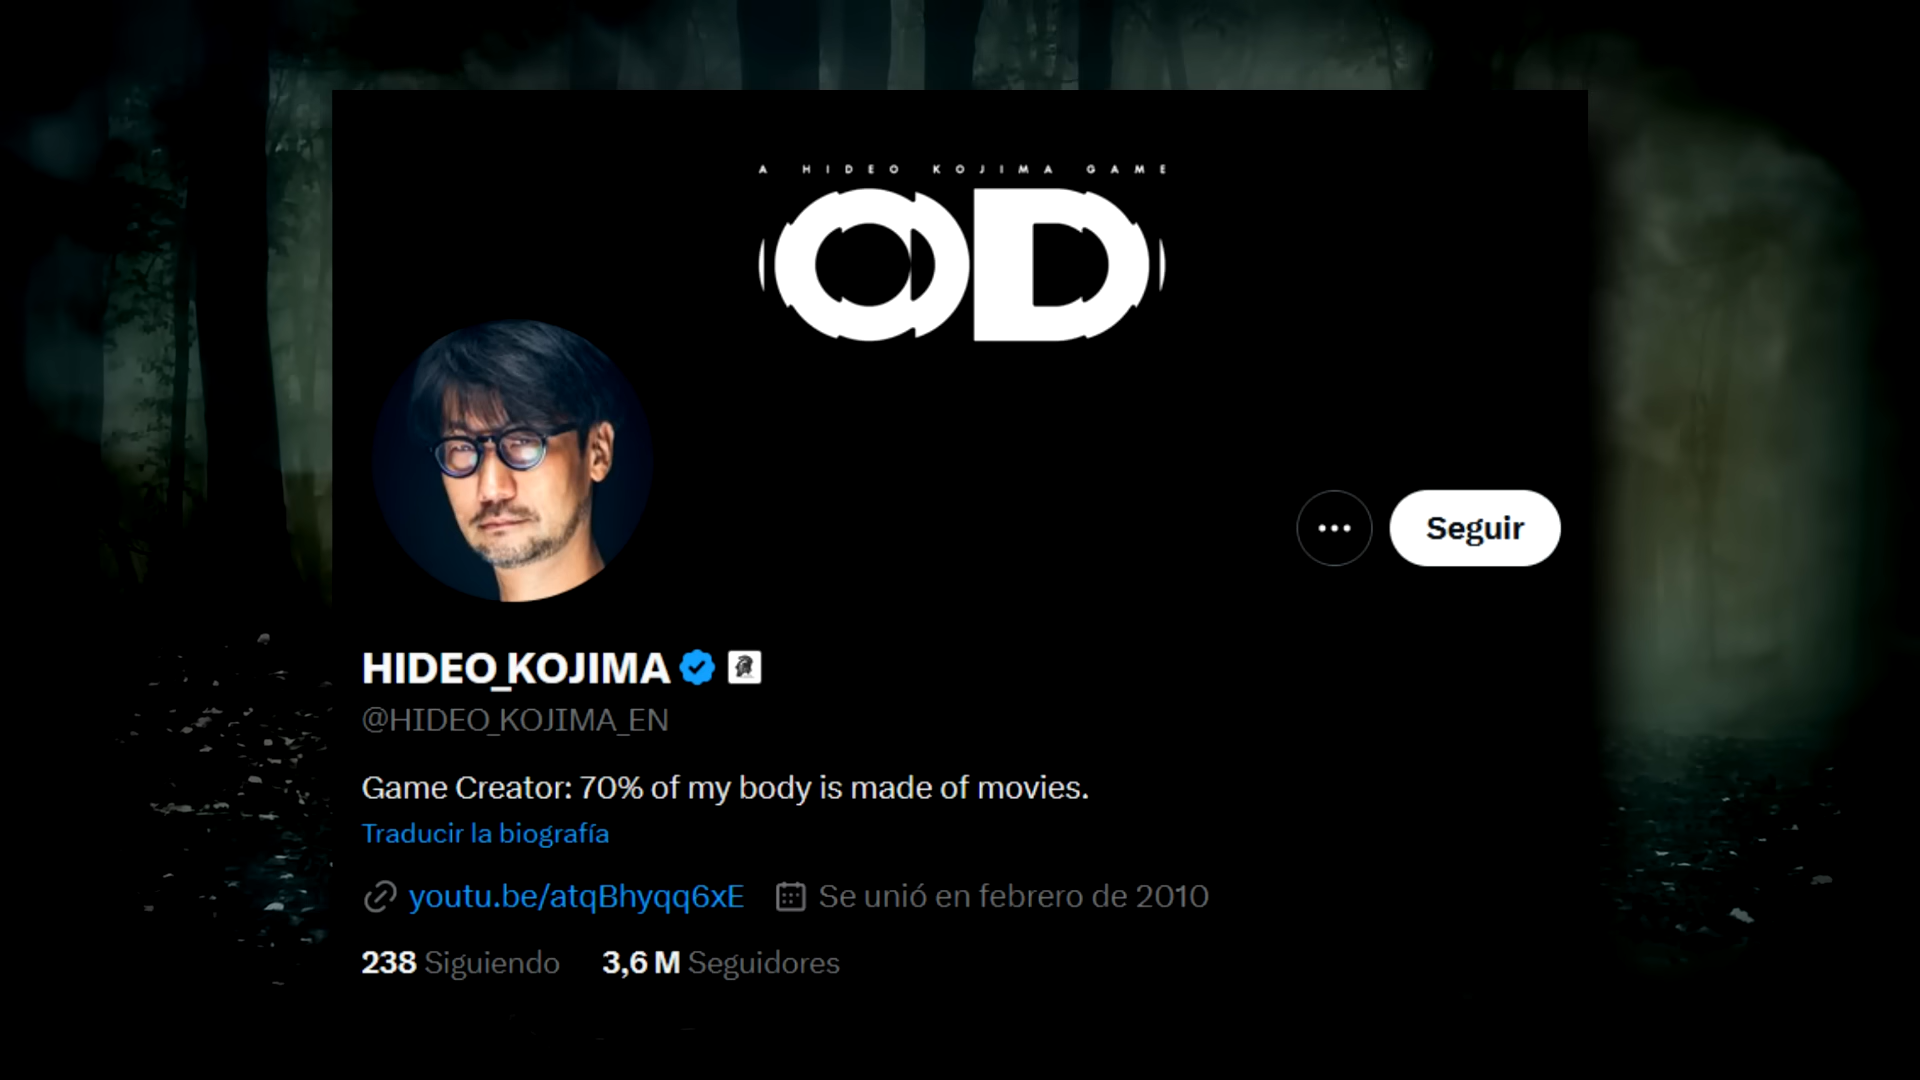 A HIDEO KOJIMA GAME
OD
Seguir
HIDEO_KOJIMA
@HIDEO_KOJIMA_EN
Game Creator: 70% of my body is made of movies.
Traducir la biografía
youtu.be/atqBhyqq6xE Se unió en febrero de 2010
238 Siguiendo 3,6 M Seguidores